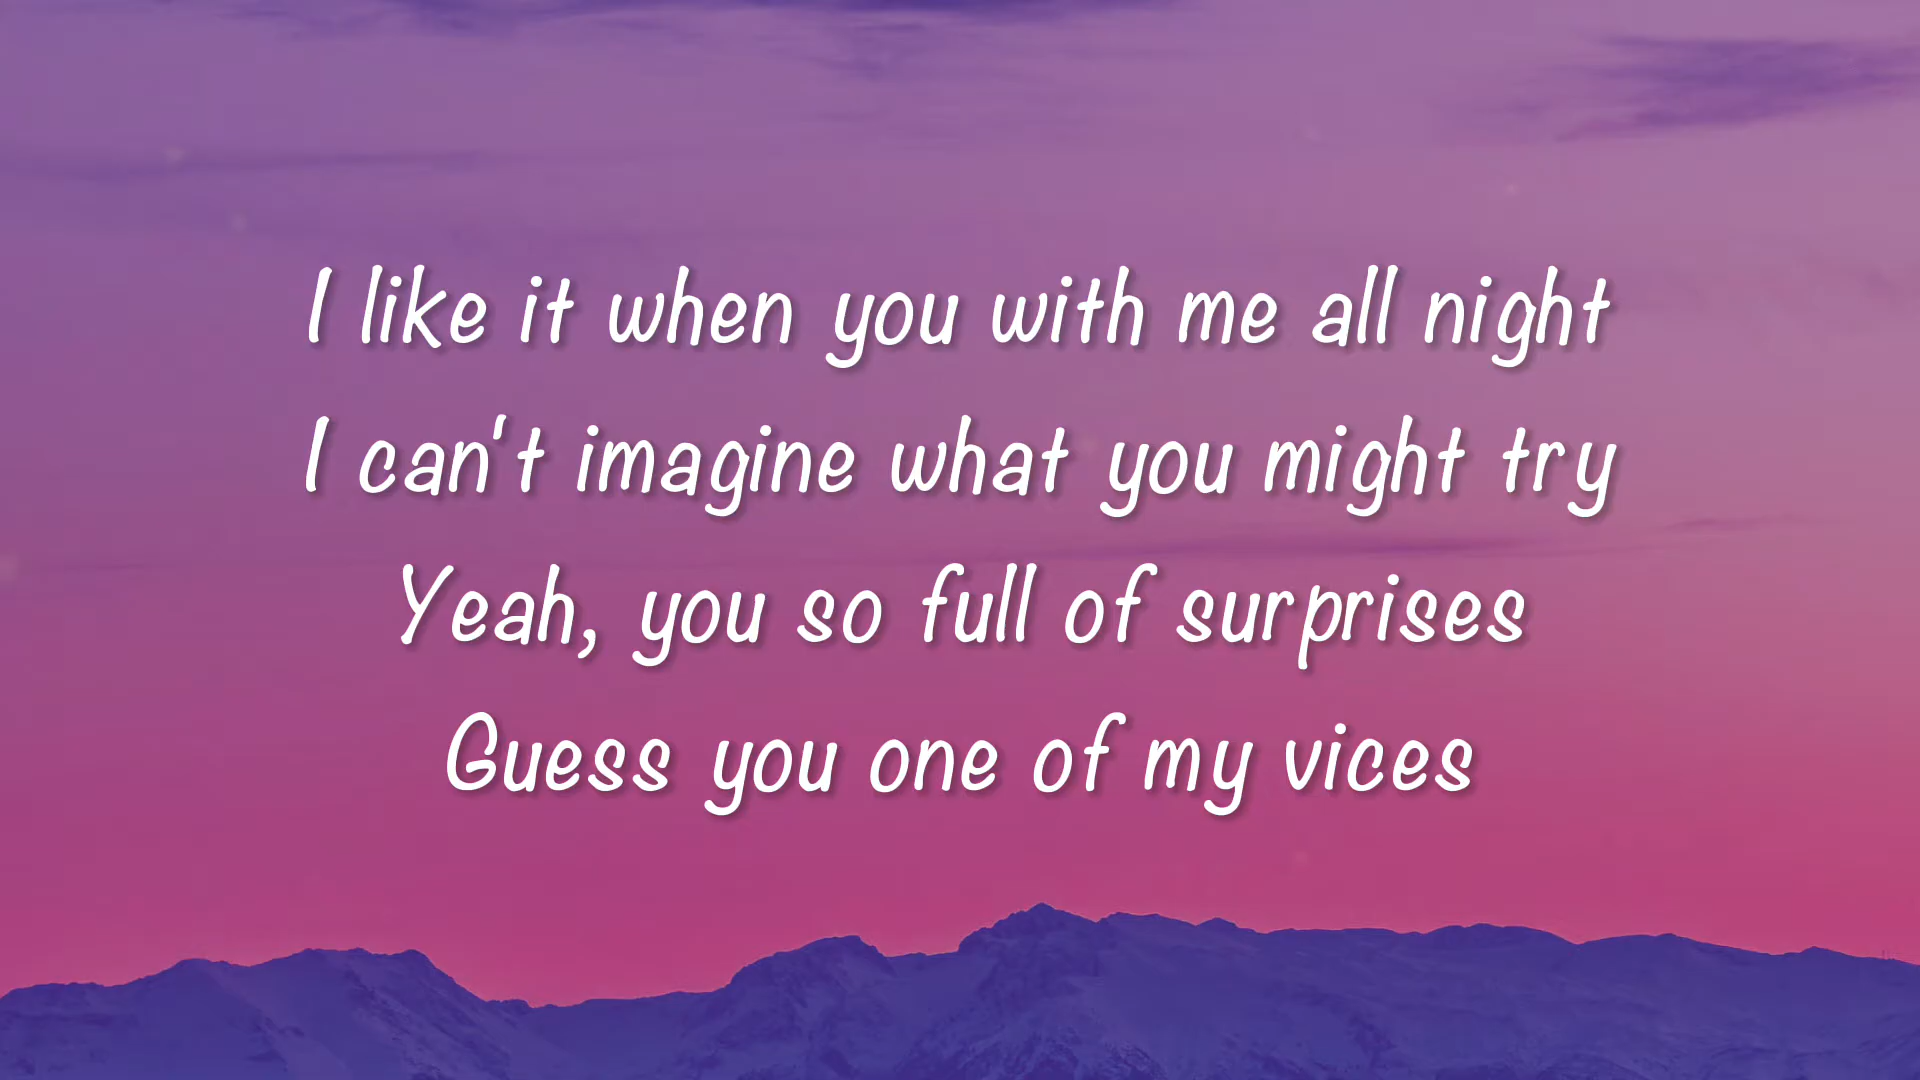 I like it when you with me all night
I can't imagine what you might try
Yeah, you so full of surprises
Guess you one of my vices